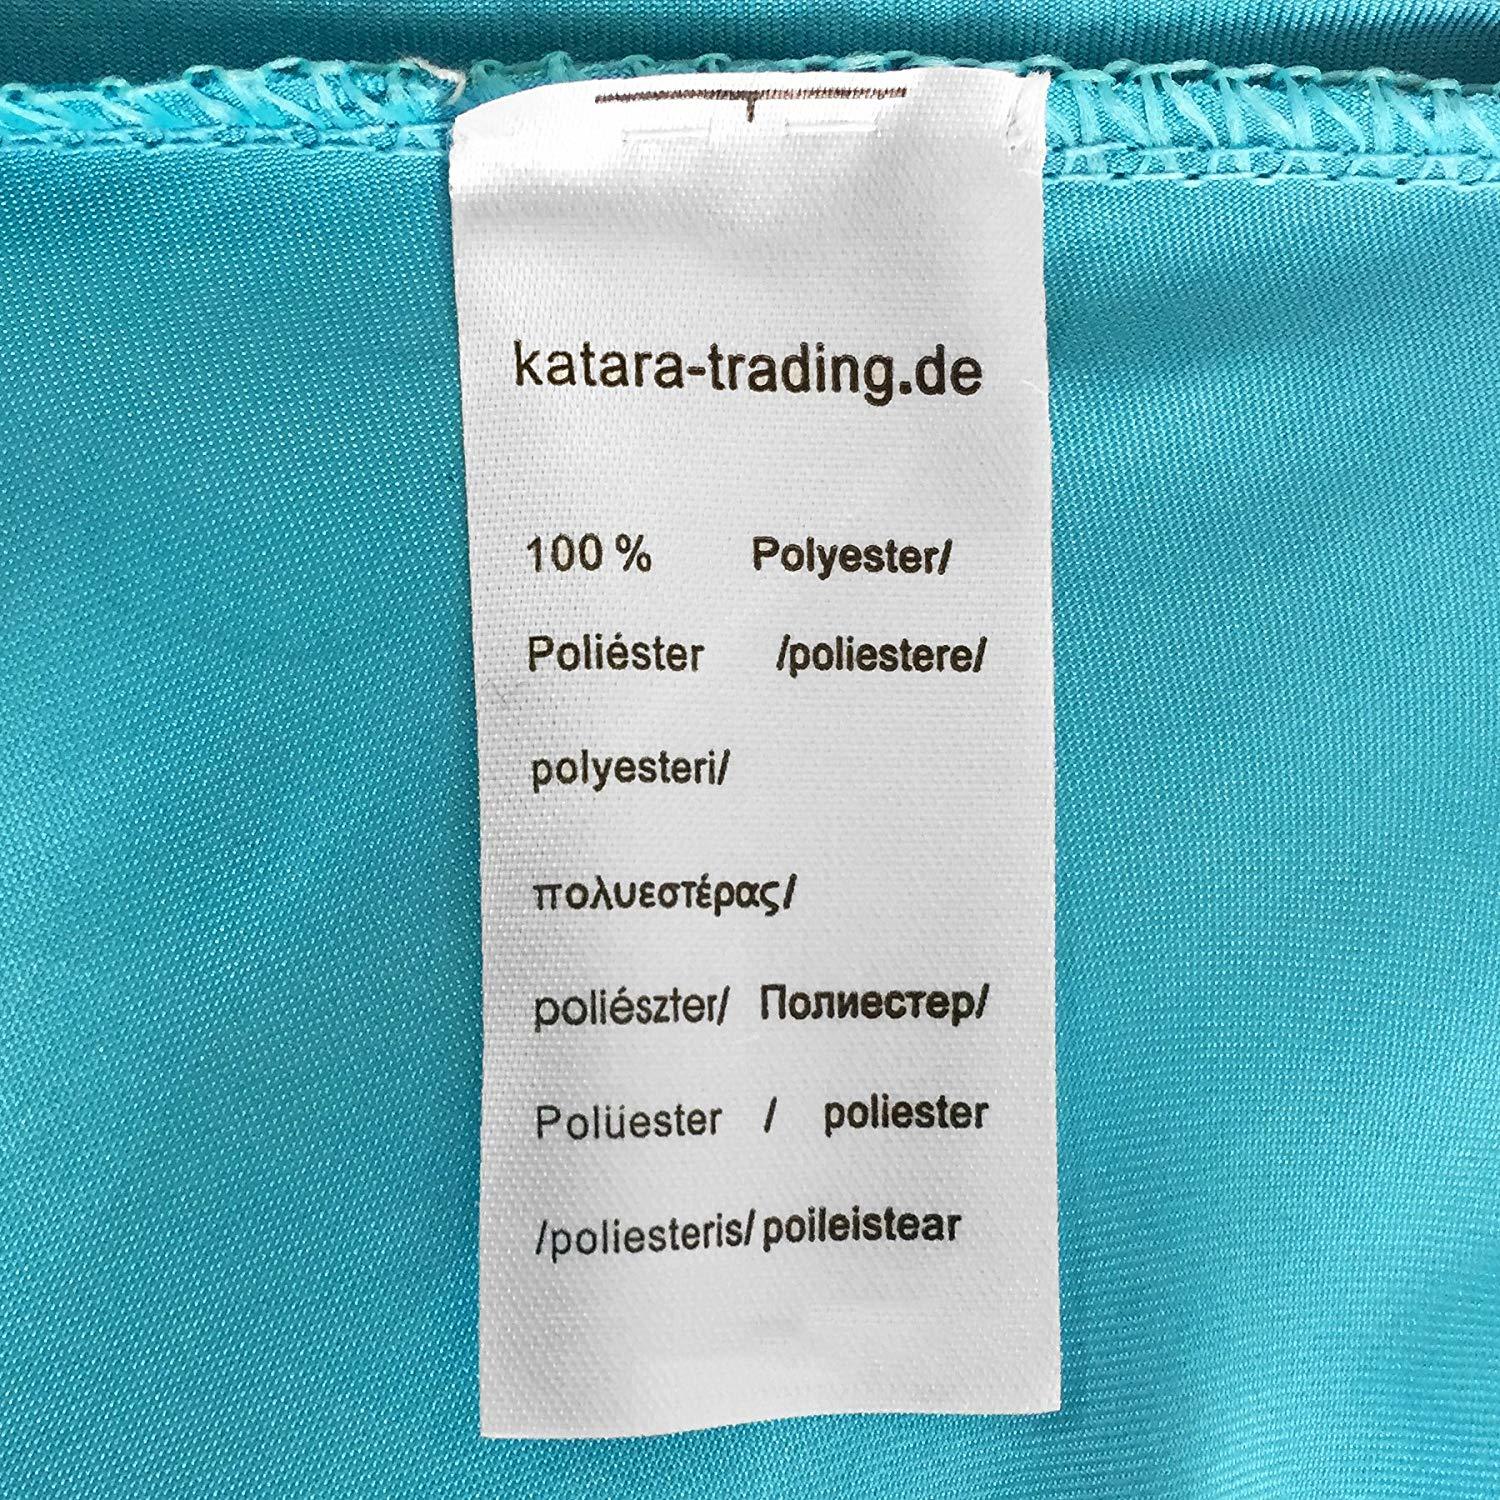 katara-trading.de
100 % Polyester/
Poliéster /poliestere/
polyesteri/
πολυεστέρας/
poliészter/ Полиестер/
Polüester / poliester
/poliesteris/ poileistear